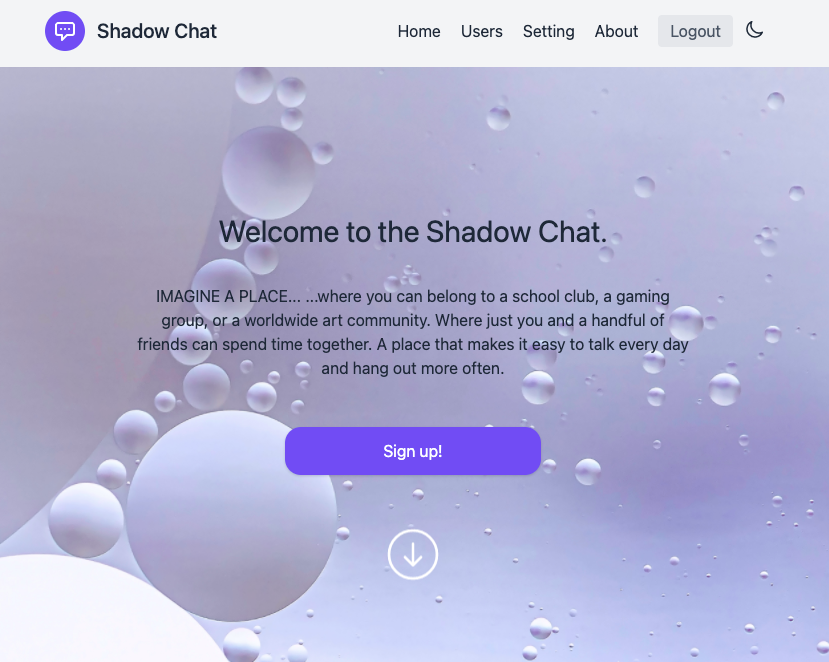 Shadow Chat
Home Users Setting About Logout
Welcome to the Shadow Chat.
IMAGINE A PLACE... ...where you can belong to a school club, a gaming
group, or a worldwide art community. Where just you and a handful of
friends can spend time together. A place that makes it easy to talk every day
and hang out more often.
Sign up!